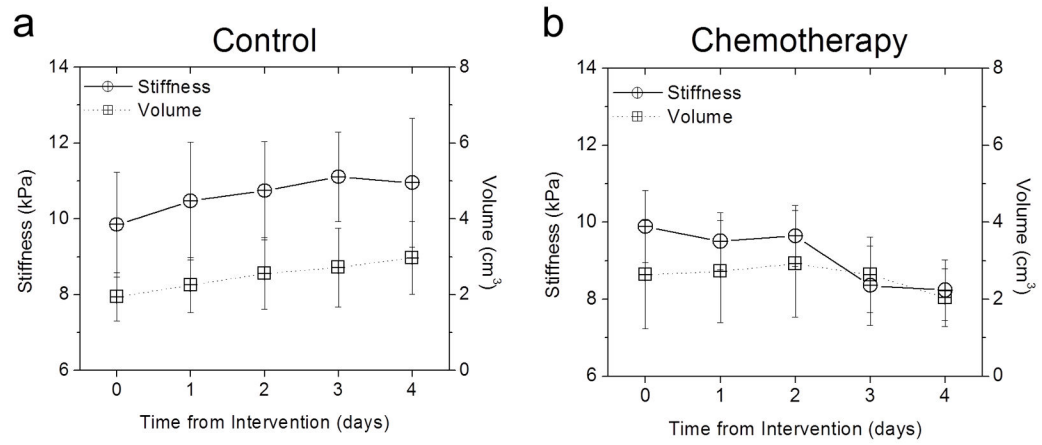 a
Control
Stiffness
Volume
14
12
10
8
6
8
6
4
2
0
0 1 2 3 4
Stiffness (kPa)
Volume (cm³)
Time from Intervention (days)
b
Chemotherapy
Stiffness
Volume
14
12
10
8
6
8
6
4
2
0
0 1 2 3 4
Stiffness (kPa)
Volume (cm³)
Time from Intervention (days)